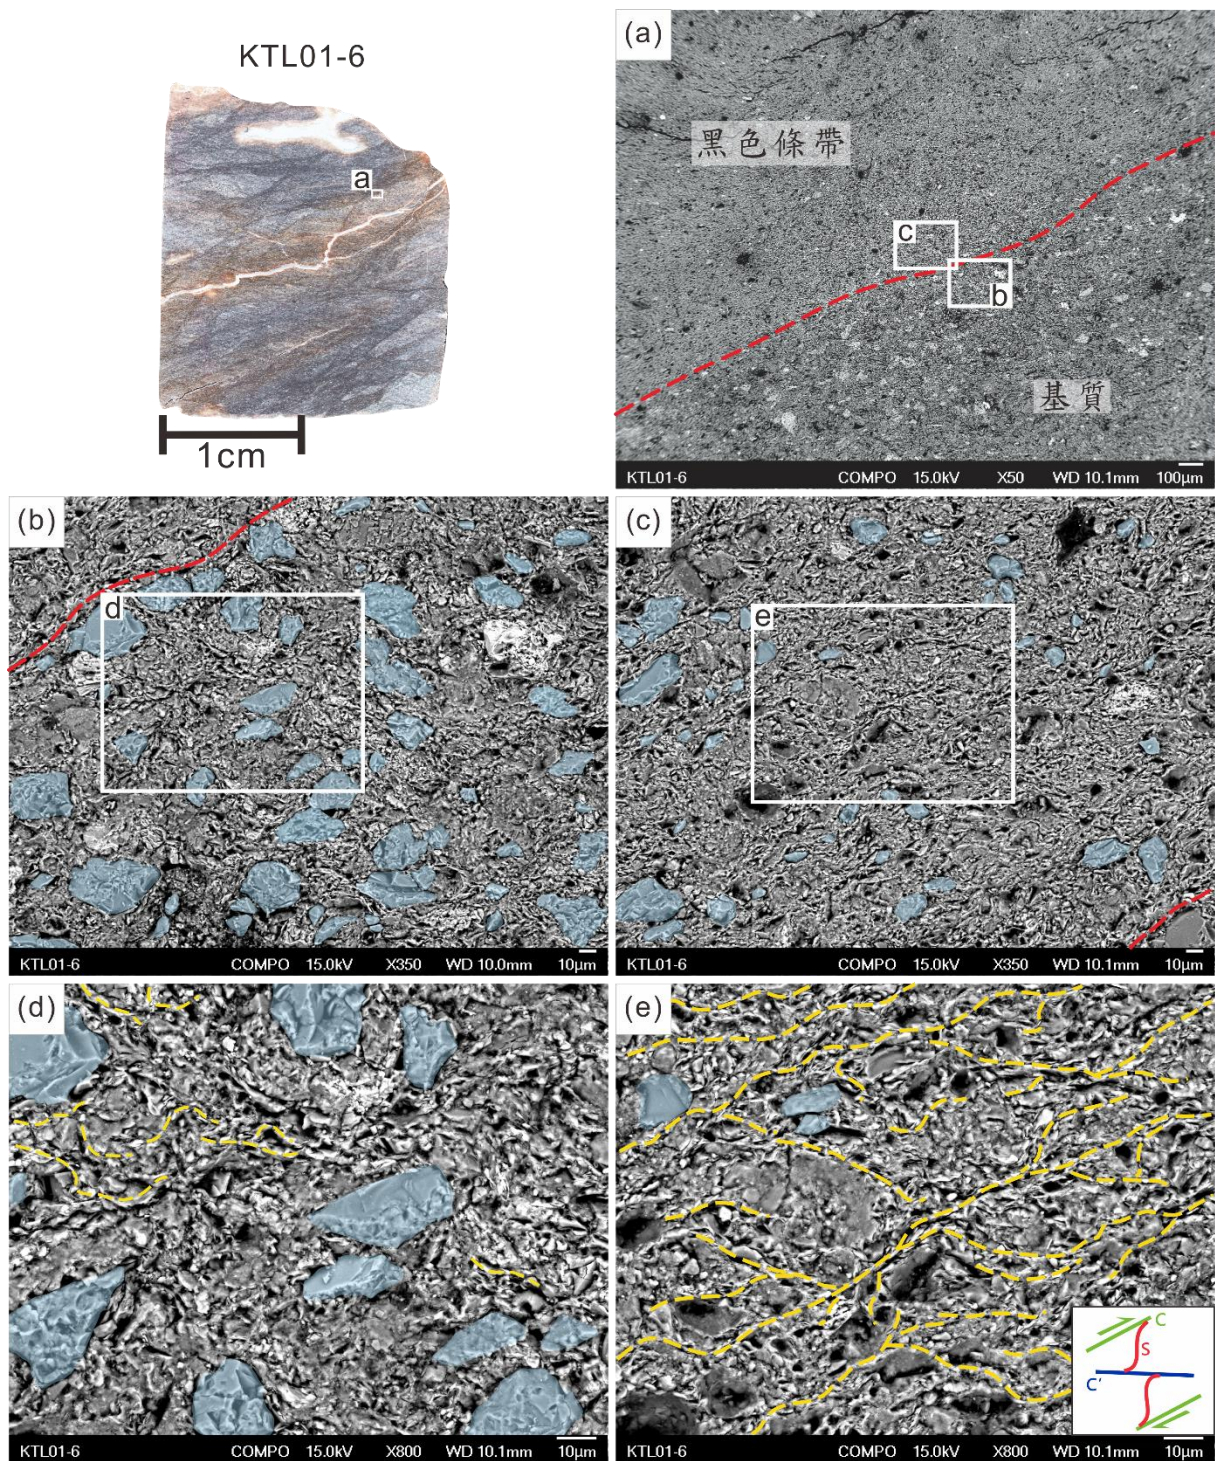 KTL01-6
a
1cm
(a)
黑色條帶
c
b
基質
KTL01-6 COMPO 15.0kV X50 WD 10.1mm 100μm
(b)
d
KTL01-6 COMPO 15.0kV X350 WD 10.0mm 10μm
(c)
e
KTL01-6 COMPO 15.0kV X350 WD 10.1mm 10μm
(d)
KTL01-6 COMPO 15.0kV X800 WD 10.1mm 10μm
(e)
C
S
C'
KTL01-6 COMPO 15.0kV X800 WD 10.1mm 10μm